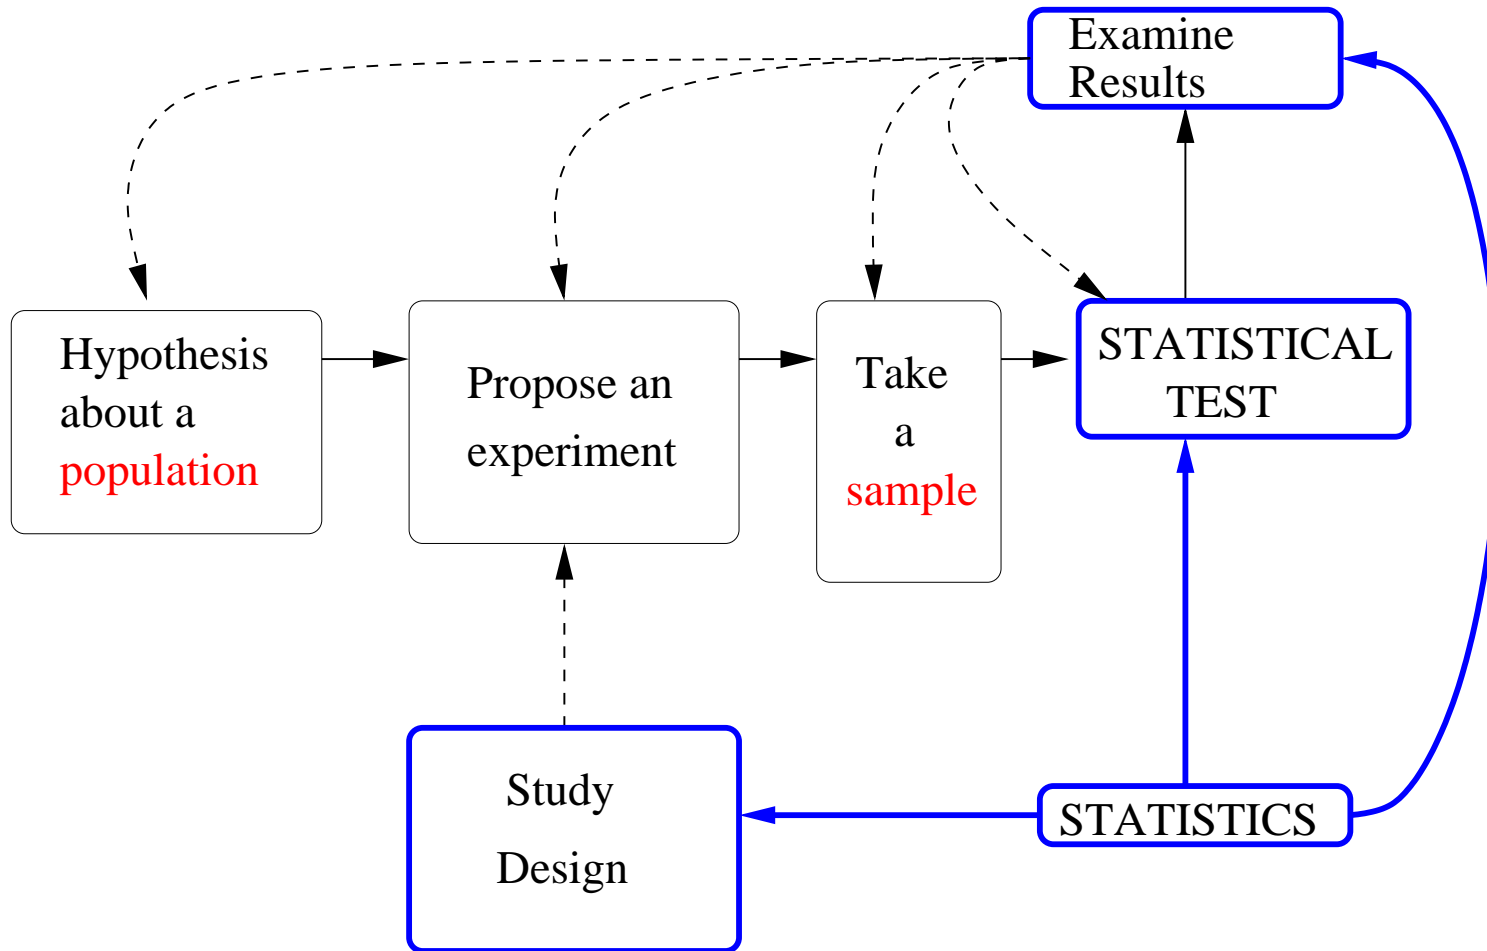 Examine
Results
Hypothesis
about a
population
Propose an
experiment
Take
a
sample
STATISTICAL
TEST
Study
Design
STATISTICS